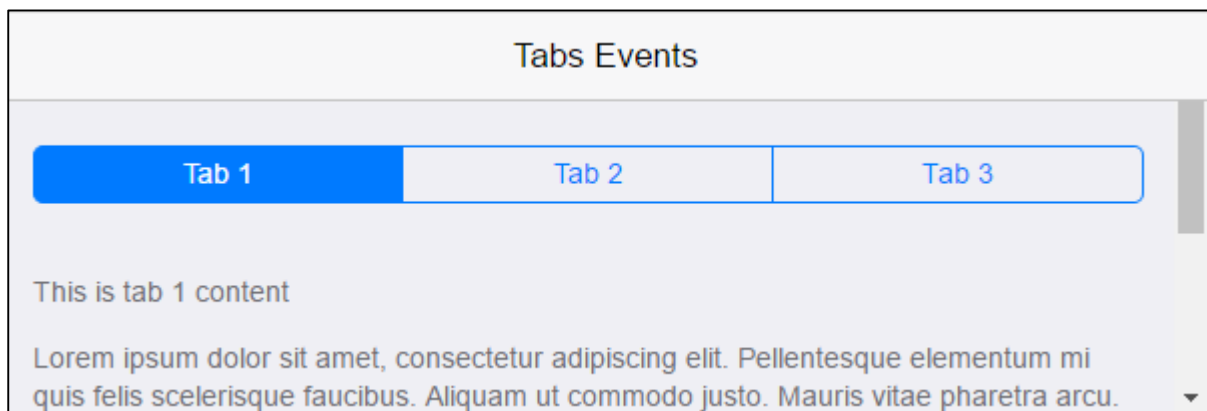 Tabs Events
Tab 1 Tab 2 Tab 3
This is tab 1 content
Lorem ipsum dolor sit amet, consectetur adipiscing elit. Pellentesque elementum mi
quis felis scelerisque faucibus. Aliquam ut commodo justo. Mauris vitae pharetra arcu.